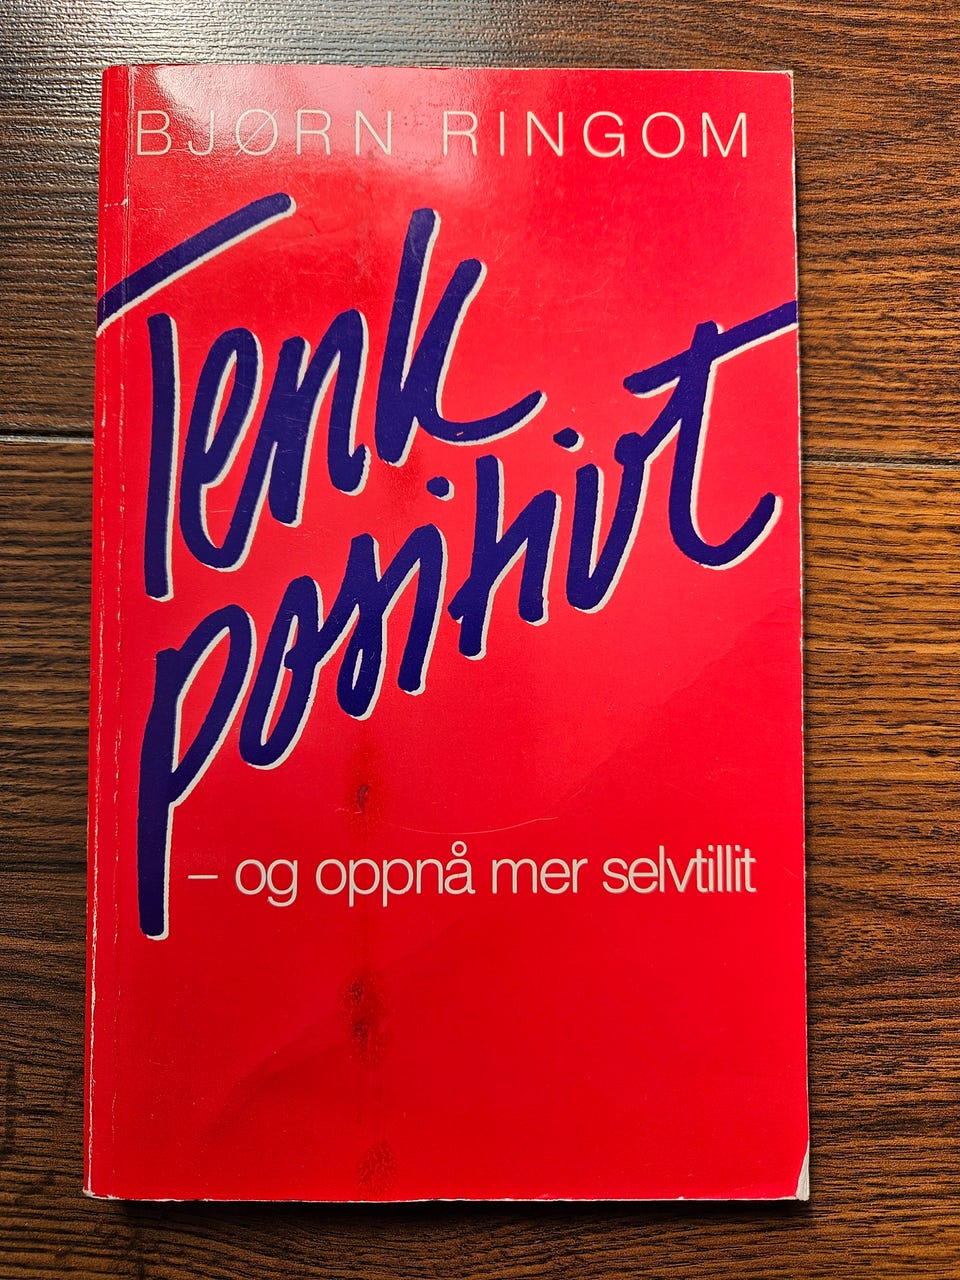 BJØRN RINGOM
Tenk
positivt
– og oppnå mer selvtillit